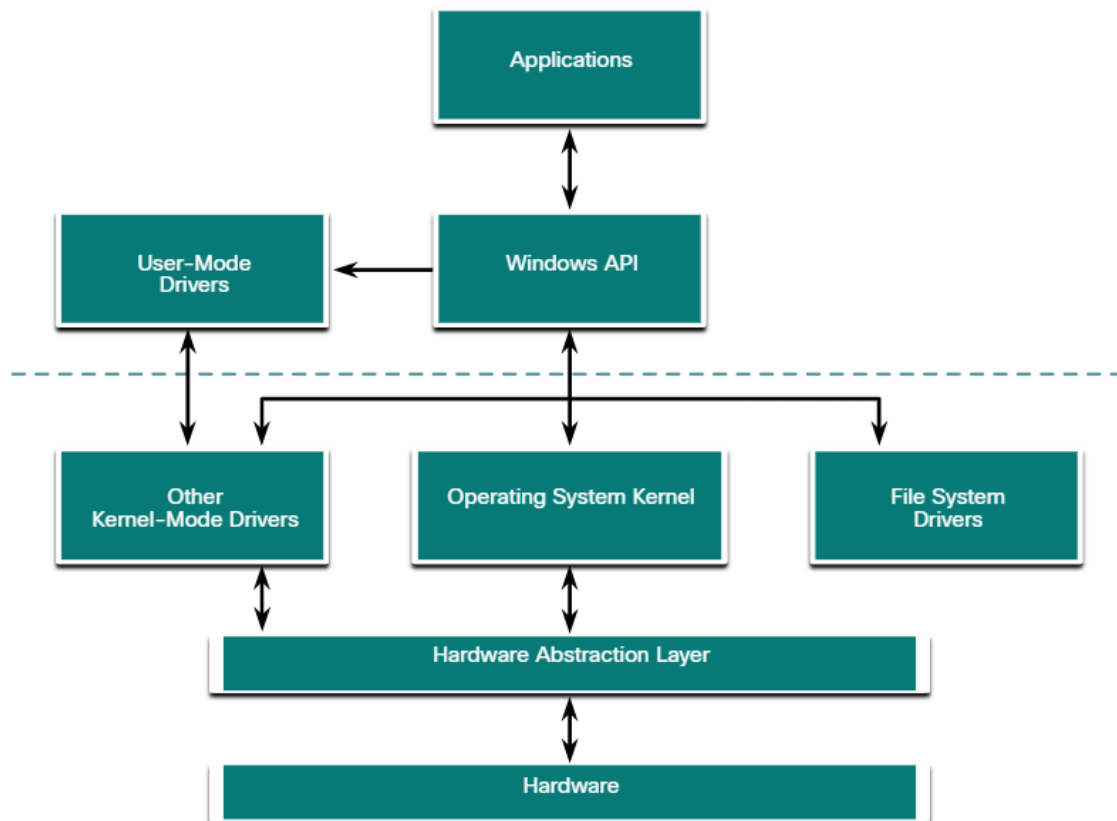 Applications
User-Mode
Drivers
Windows API
Other
Kernel-Mode Drivers
Operating System Kernel
File System
Drivers
Hardware Abstraction Layer
Hardware